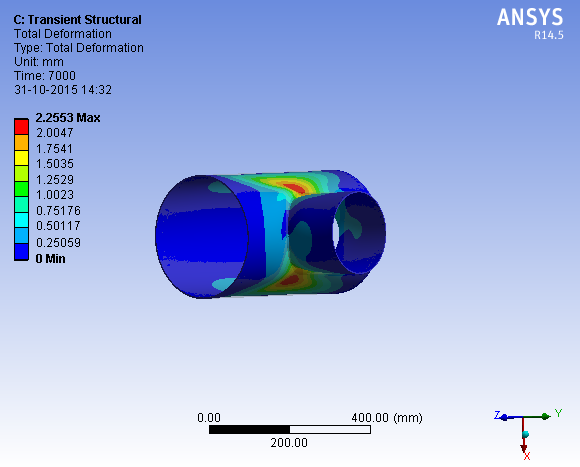 C: Transient Structural
Total Deformation
Type: Total Deformation
Unit: mm
Time: 7000
31-10-2015 14:32
ANSYS
R14.5
2.2553 Max
2.0047
1.7541
1.5035
1.2529
1.0023
0.75176
0.50117
0.25059
0 Min
0.00
400.00 (mm)
200.00
Z
Y
X